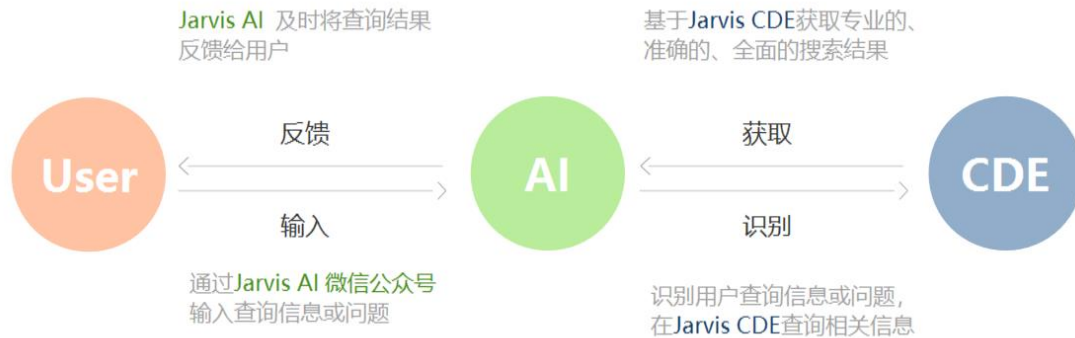 Jarvis AI 及时将查询结果
反馈给用户
基于Jarvis CDE获取专业的、
准确的、全面的搜索结果
User
反馈
输入
AI
获取
识别
CDE
通过Jarvis AI 微信公众号
输入查询信息或问题
识别用户查询信息或问题，
在Jarvis CDE查询相关信息